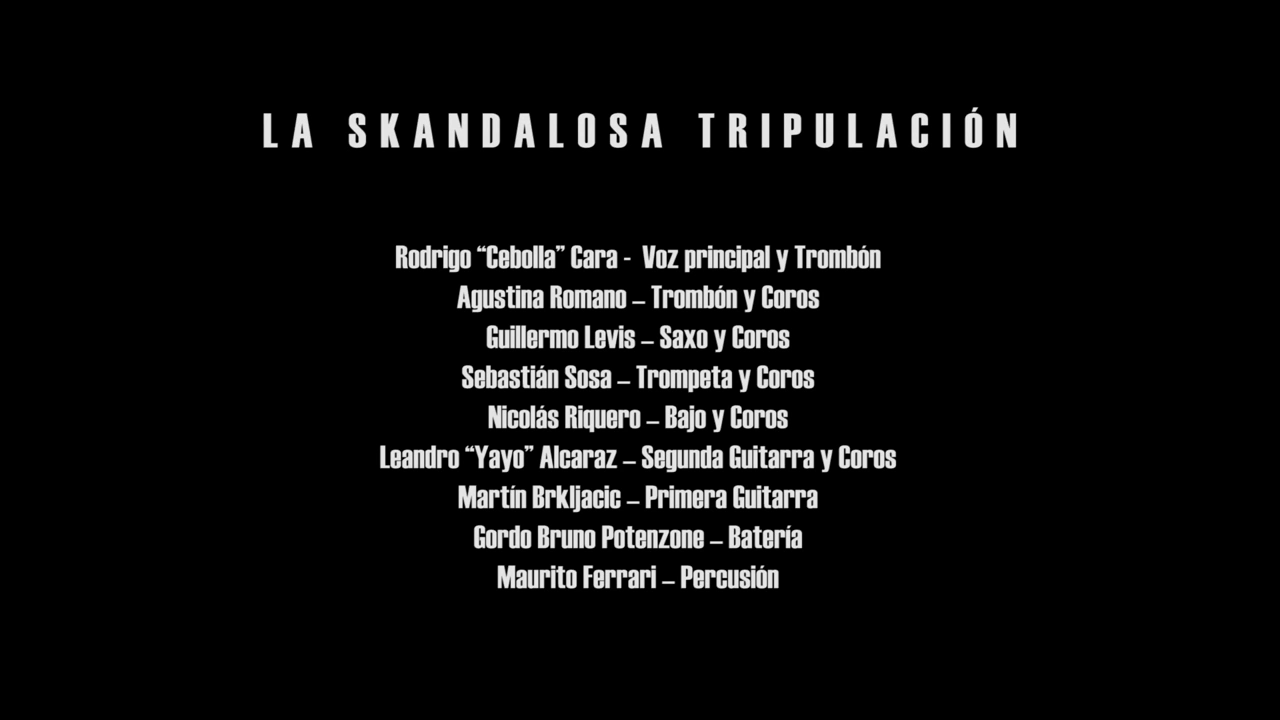 LA SKANDALOSA TRIPULACIÓN
Rodrigo “Cebolla” Cara -  Voz principal y Trombón
Agustina Romano – Trombón y Coros
Guillermo Levis – Saxo y Coros
Sebastián Sosa – Trompeta y Coros
Nicolás Riquero – Bajo y Coros
Leandro “Yayo” Alcaraz – Segunda Guitarra y Coros
Martín Brkljacic – Primera Guitarra
Gordo Bruno Potenzone – Batería
Maurito Ferrari – Percusión